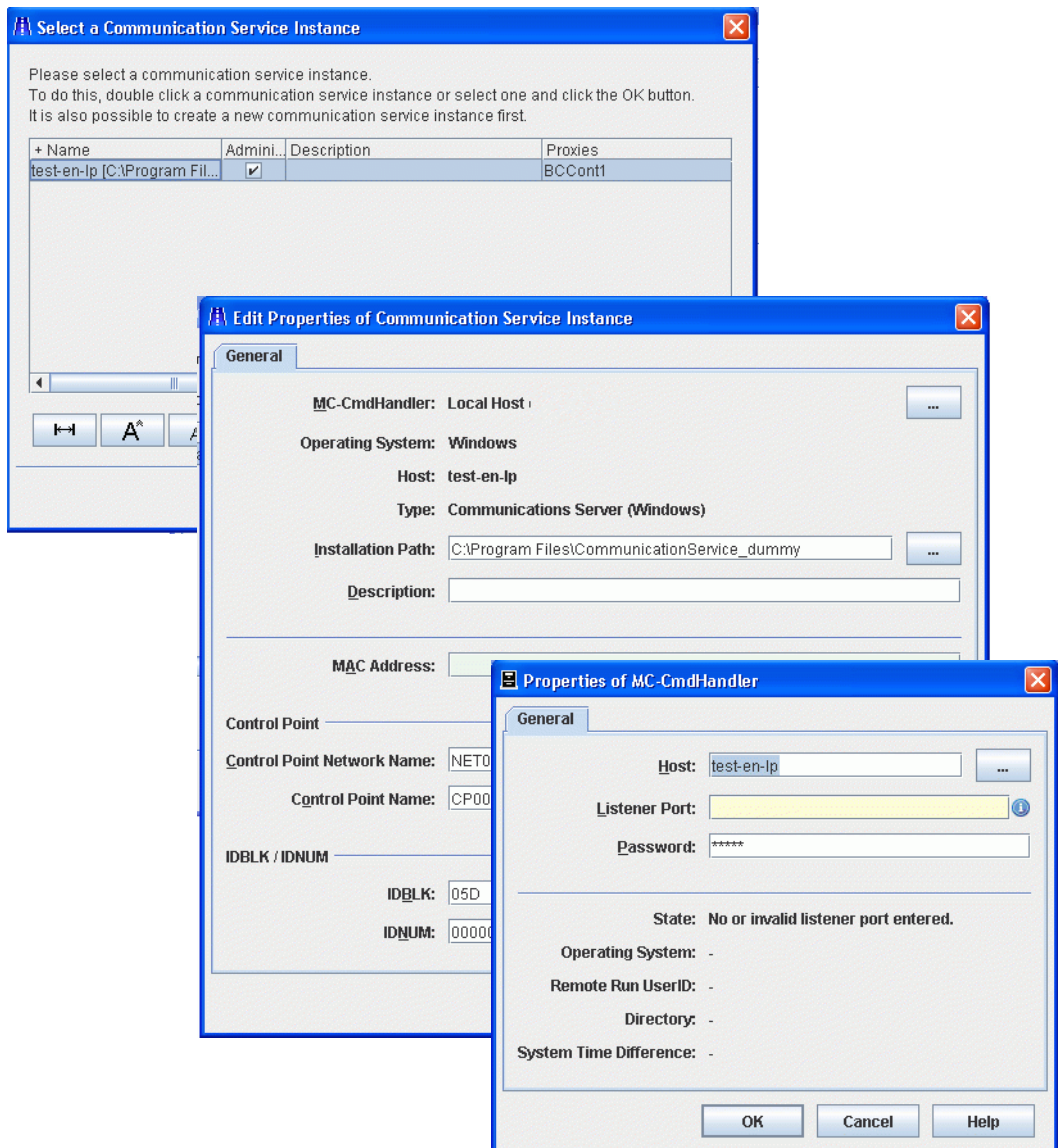 Select a Communication Service Instance
Please select a communication service instance.
To do this, double click a communication service instance or select one and click the OK button.
It is also possible to create a new communication service instance first.
+ Name Admini... Description Proxies
test-en-lp [C:\Program Fil... BCCont1
A
Edit Properties of Communication Service Instance
General
MC-CmdHandler: Local Host
...
Operating System: Windows
Host: test-en-lp
Type: Communications Server (Windows)
Installation Path: C:\Program Files\CommunicationService_dummy ...
Description:
MAC Address:
Control Point
Control Point Network Name: NET0
Control Point Name: CP00
IDBLK / IDNUM
IDBLK: 05D
IDNUM: 00000
Properties of MC-CmdHandler
General
Host: test-en-lp ...
Listener Port:
Password: *****
State: No or invalid listener port entered.
Operating System: -
Remote Run UserID: -
Directory: -
System Time Difference: -
OK Cancel Help